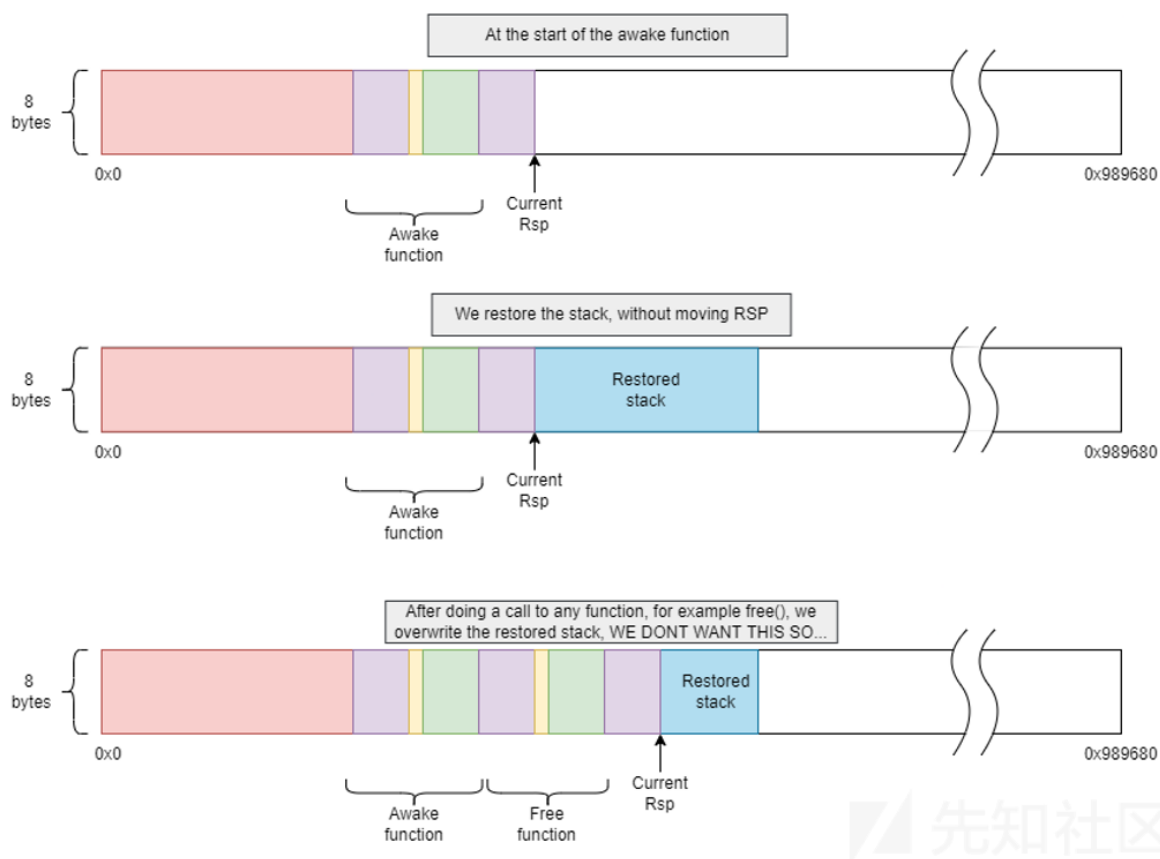 At the start of the awake function
8
bytes
0x0
0x989680
Current
Rsp
Awake
function
We restore the stack, without moving RSP
8
bytes
Restored
stack
0x0
0x989680
Current
Rsp
Awake
function
After doing a call to any function, for example free(), we
overwrite the restored stack, WE DONT WANT THIS SO...
8
bytes
Restored
stack
0x0
0x989680
Current
Rsp
Awake
function
Free
function
先知社区